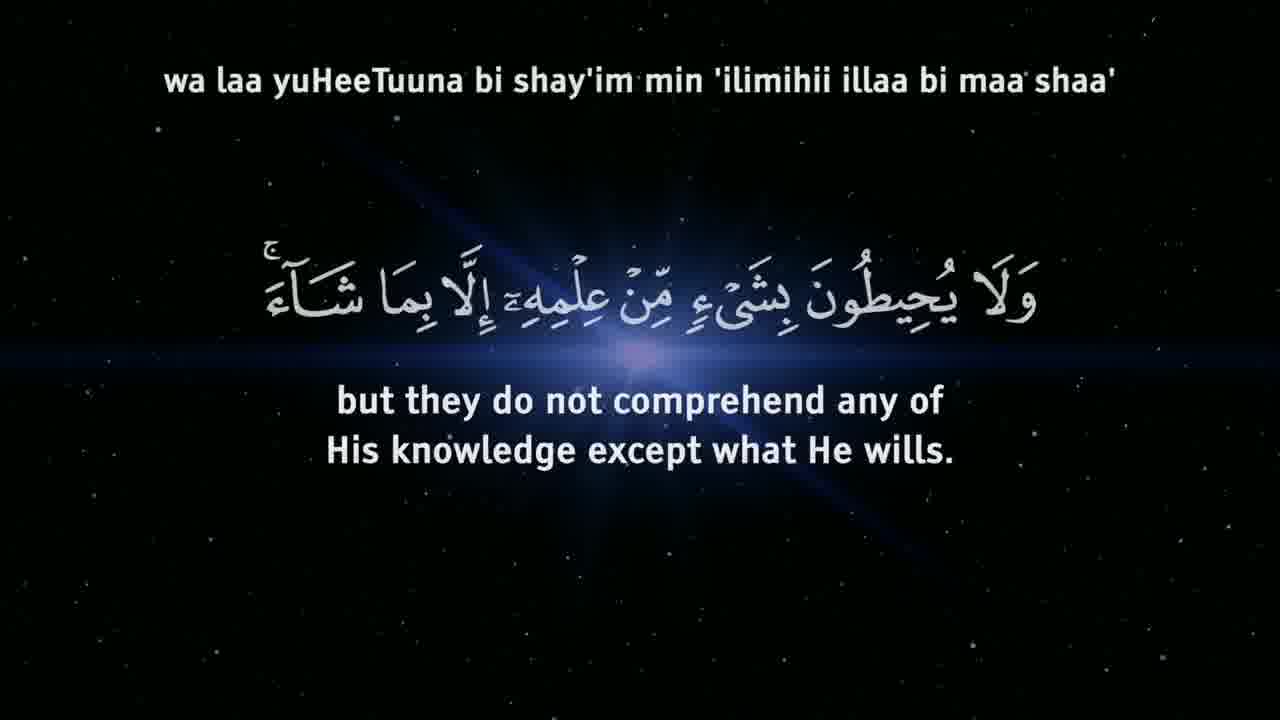 wa laa yuHeeTuuna bi shay'im min 'ilimihii illaa bi maa shaa'
وَلَا يُحِيطُونَ بِشَىْءٍ مِّنْ عِلْمِهِۦٓ إِلَّا بِمَا شَآءَ ۚ
but they do not comprehend any of
His knowledge except what He wills.